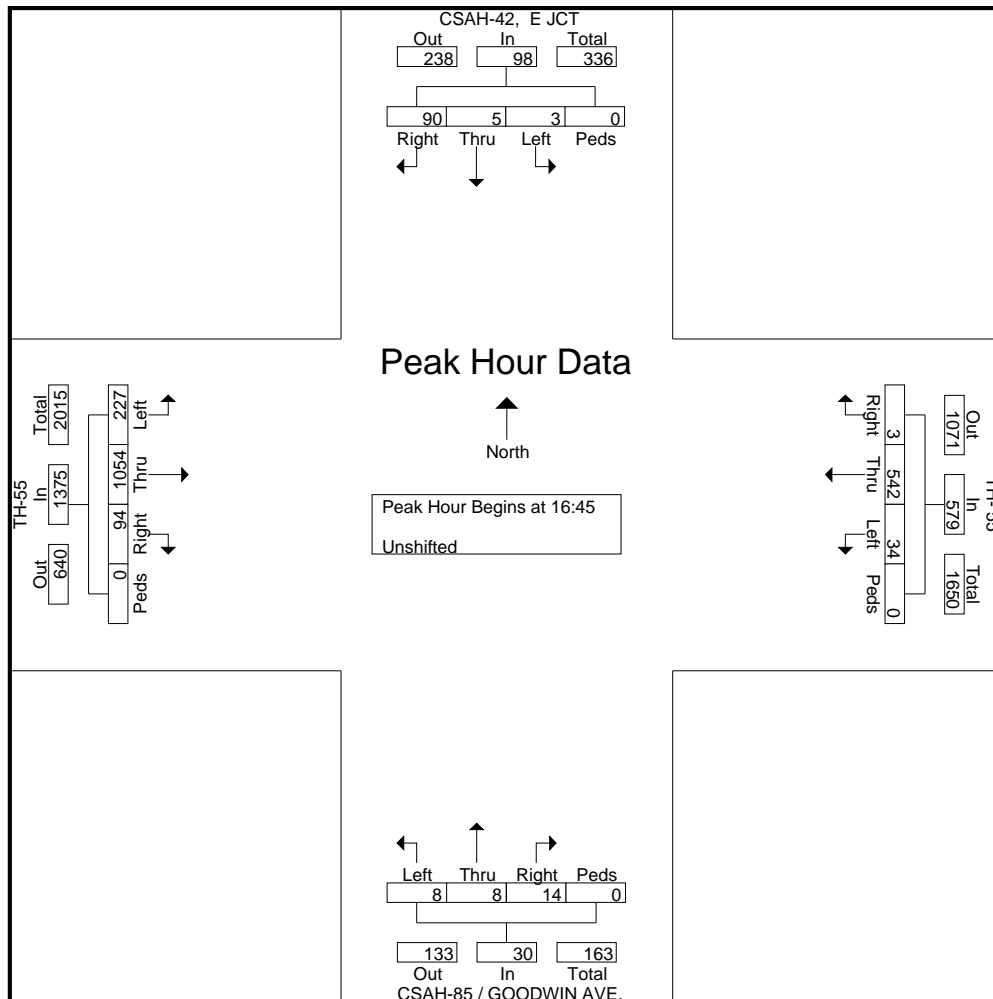 CSAH-42, E JCT
Out In Total
238 98 336
90 5 3 0
Right Thru Left Peds
Peak Hour Data
North
Peak Hour Begins at 16:45
Unshifted
TH-55
Out In Total
640 1375 2015
Left Thru Right Peds
227 1054 94 0
Right Thru Left Peds
3 542 34 0
Out In Total
1071 579 1650
Left Thru Right Peds
8 8 14 0
133 30 163
Out In Total
CSAH-85 / GOODWIN AVE.